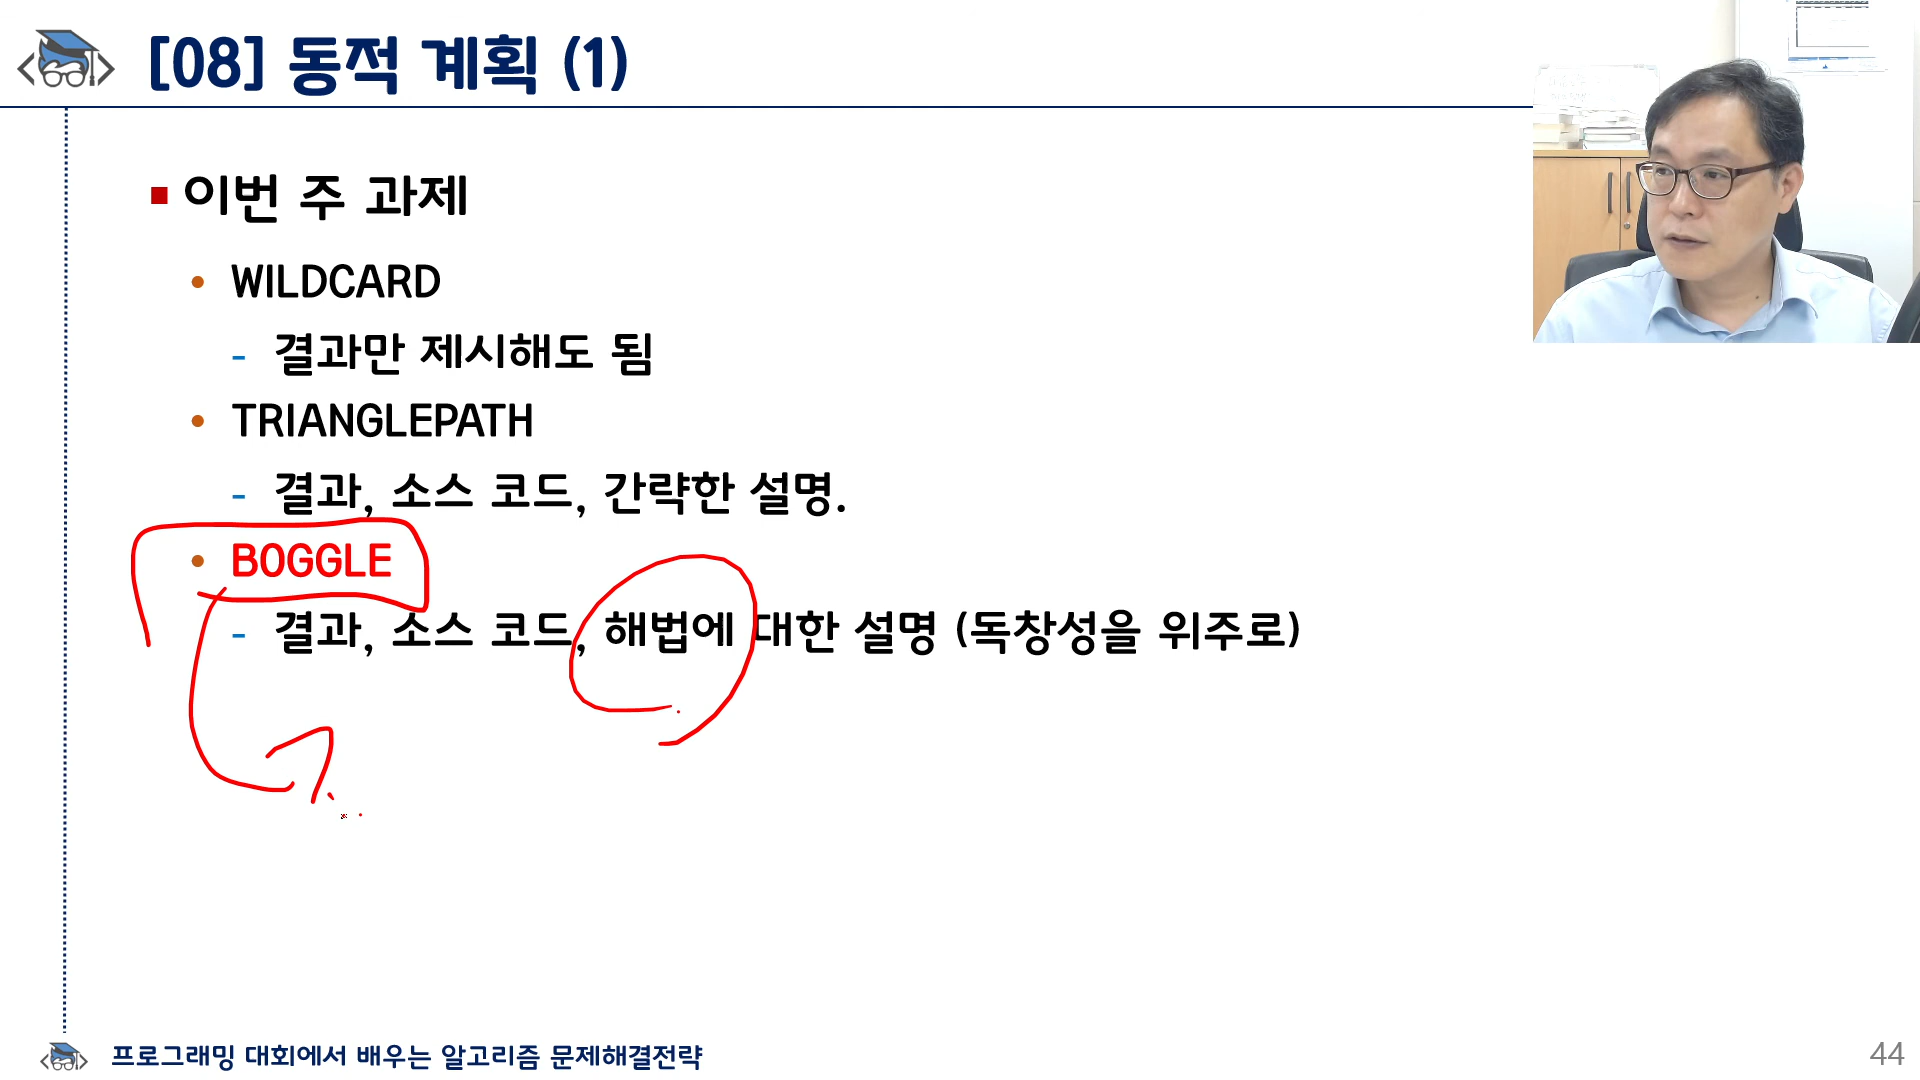 [08] 동적 계획 (1)
이번 주 과제
WILDCARD
- 결과만 제시해도 됨
TRIANGLEPATH
- 결과, 소스 코드, 간략한 설명.
BOGGLE
- 결과, 소스 코드, 해법에 대한 설명 (독창성을 위주로)
프로그래밍 대회에서 배우는 알고리즘 문제해결전략
44